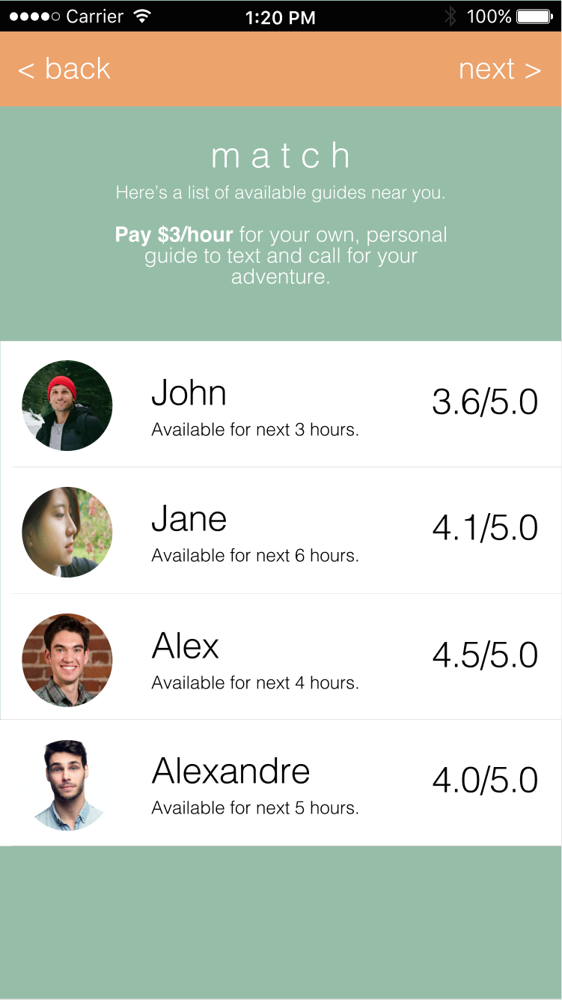 Carrier 1:20 PM 100%
< back next >
match
Here's a list of available guides near you.
Pay $3/hour for your own, personal
guide to text and call for your
adventure.
John 3.6/5.0
Available for next 3 hours.
Jane 4.1/5.0
Available for next 6 hours.
Alex 4.5/5.0
Available for next 4 hours.
Alexandre 4.0/5.0
Available for next 5 hours.